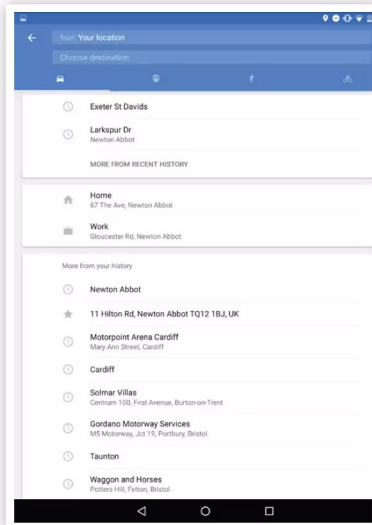 from Your location
Choose destination
Exeter St Davids
Larkspur Dr
Newton Abbot
MORE FROM RECENT HISTORY
Home
67 The Ave, Newton Abbot
Work
Gloucester Rd, Newton Abbot
More from your history
Newton Abbot
11 Hilton Rd, Newton Abbot TQ12 1BJ, UK
Motorpoint Arena Cardiff
Mary Ann Street, Cardiff
Cardiff
Solmar Villas
Centrum 100, First Avenue, Burton-on-Trent
Gordano Motorway Services
M5 Motorway, Jct 19, Portbury, Bristol
Taunton
Waggon and Horses
Potters Hill, Felton, Bristol